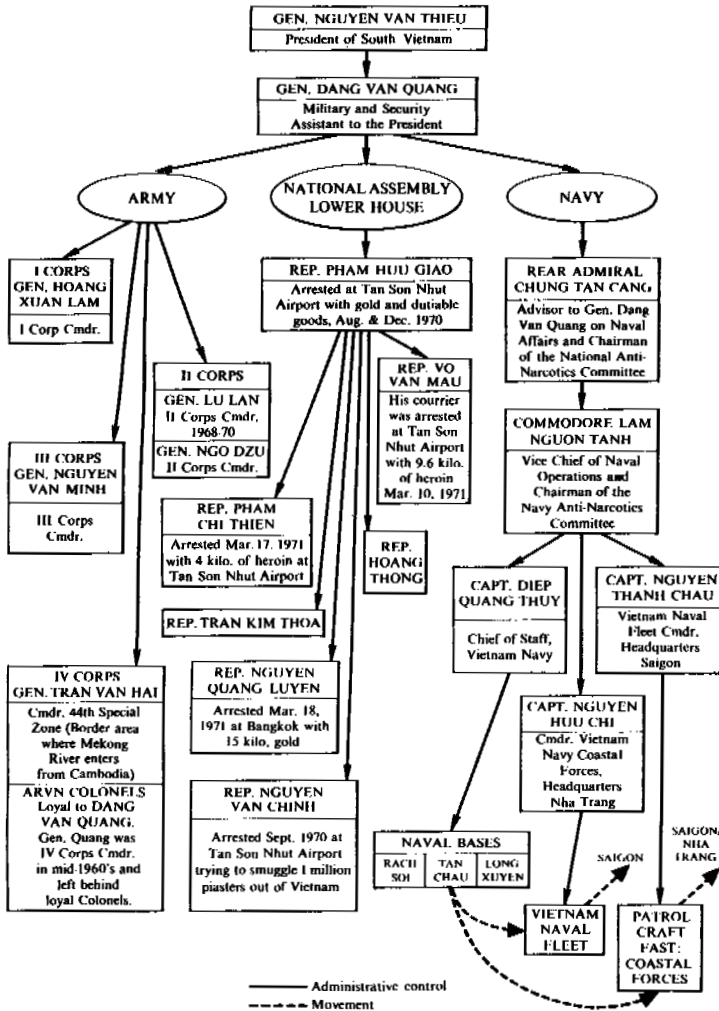 GEN. NGUYEN VAN THIEU
President of South Vietnam
GEN. DANG VAN QUANG
Military and Security
Assistant to the President
ARMY
NATIONAL ASSEMBLY
LOWER HOUSE
NAVY
I CORPS
GEN. HOANG
XUAN LAM
I Corp Cmdr.
II CORPS
GEN. LU LAN
II Corps Cmdr,
1968-70
GEN. NGO DZU
II Corps Cmdr.
III CORPS
GEN. NGUYEN
VAN MINH
III Corps
Cmdr.
IV CORPS
GEN. TRAN VAN HAI
Cmdr. 44th Special
Zone (Border area
where Mekong
River enters
from Cambodia)
ARVN COLONELS
Loyal to DANG
VAN QUANG.
Gen. Quang was
IV Corps Cmdr.
in mid-1960's and
left behind
loyal Colonels.
REP. PHAM HUU GIAO
Arrested at Tan Son Nhut
Airport with gold and dutiable
goods, Aug. & Dec. 1970
REP. VO
VAN MAU
His courrier
was arrested
at Tan Son
Nhut Airport
with 9.6 kilo.
of heroin
Mar. 10, 1971
REP. PHAM
CHI THIEN
Arrested Mar. 17, 1971
with 4 kilo. of heroin at
Tan Son Nhut Airport
REP.
HOANG
THONG
REP. TRAN KIM THOA
REP. NGUYEN
QUANG LUYEN
Arrested Mar. 18,
1971 at Bangkok with
15 kilo. gold
REP. NGUYEN
VAN CHINH
Arrested Sept. 1970 at
Tan Son Nhut Airport
trying to smuggle 1 million
piasters out of Vietnam
REAR ADMIRAL
CHUNG TAN CANG
Advisor to Gen. Dang
Van Quang on Naval
Affairs and Chairman
of the National Anti-
Narcotics Committee
COMMODORE LAM
NGUON TANH
Vice Chief of Naval
Operations and
Chairman of the
Navy Anti-Narcotics
Committee
CAPT. DIEP
QUANG THUY
Chief of Staff,
Vietnam Navy
CAPT. NGUYEN
THANH CHAU
Vietnam Naval
Fleet Cmdr.
Headquarters
Saigon
CAPT. NGUYEN
HUU CHI
Cmdr. Vietnam
Navy Coastal
Forces,
Headquarters
Nha Trang
NAVAL BASES
RACH
SOI
TAN
CHAU
LONG
XUYEN
SAIGON
SAIGON/
NHA
TRANG
VIETNAM
NAVAL
FLEET
PATROL
CRAFT
FAST:
COASTAL
FORCES
Administrative control
Movement